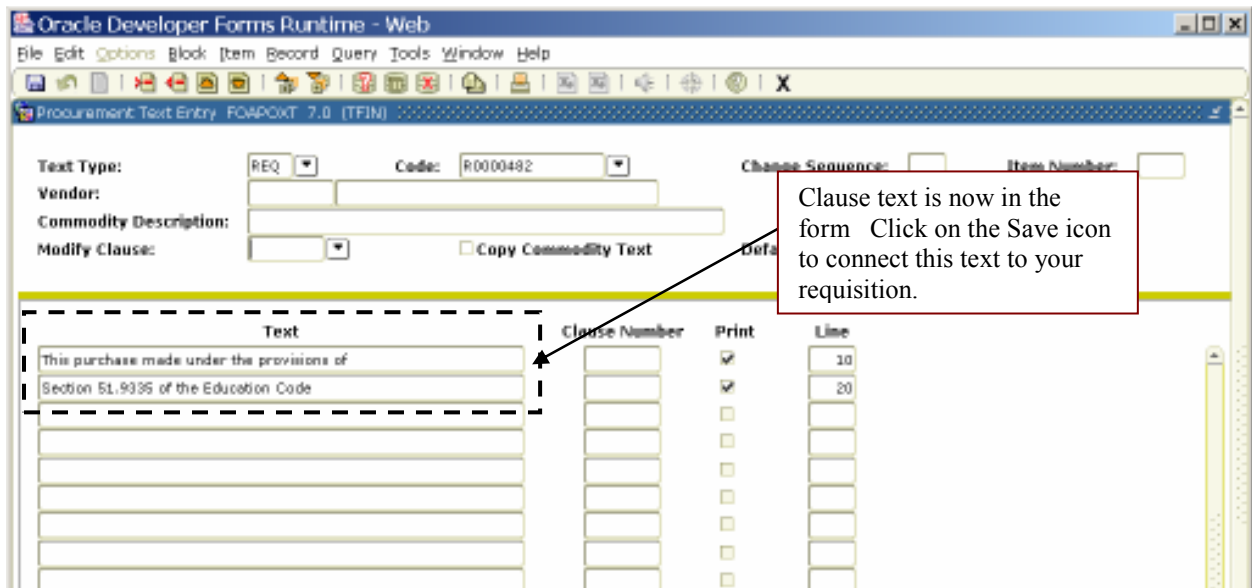 Oracle Developer Forms Runtime - Web
File Edit Options Block Item Record Query Tools Window Help
X
Procurement Text Entry FOAPOXT 7.0 (TFIN)
Text Type: REQ Code: R0000482 Change Sequence: Item Number:
Vendor:
Commodity Description:
Modify Clause: Copy Commodity Text
Clause text is now in the
form Click on the Save icon
to connect this text to your
requisition.
Text Clause Number Print Line
This purchase made under the provisions of 10
Section 51.9335 of the Education Code 20